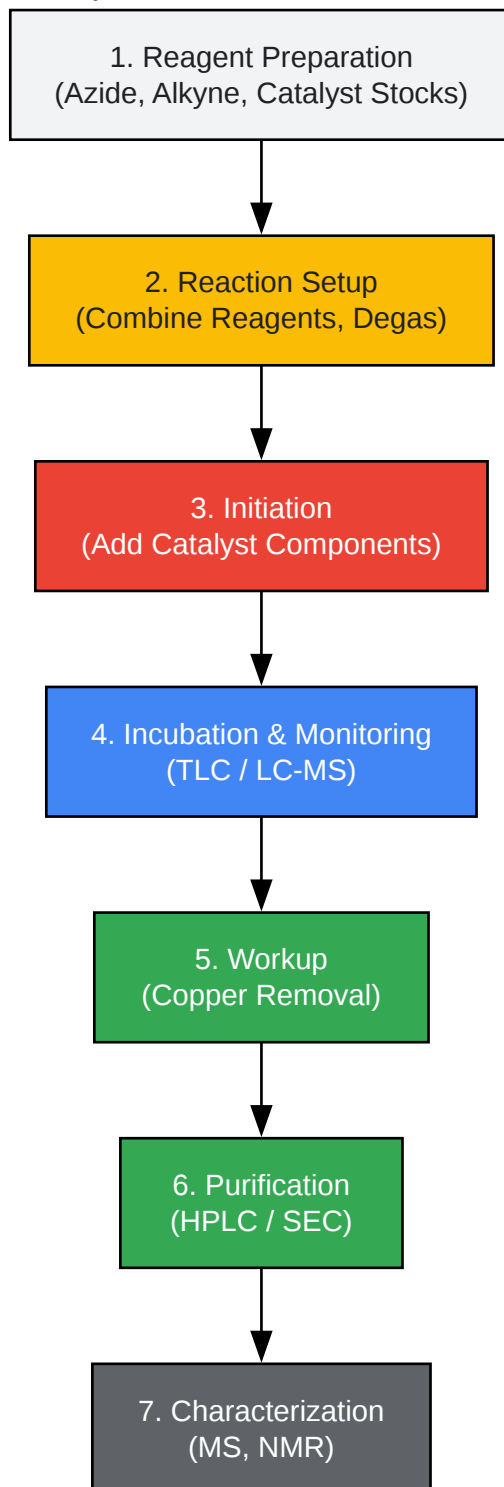 1. Reagent Preparation
(Azide, Alkyne, Catalyst Stocks)
2. Reaction Setup
(Combine Reagents, Degas)
3. Initiation
(Add Catalyst Components)
4. Incubation & Monitoring
(TLC / LC-MS)
5. Workup
(Copper Removal)
6. Purification
(HPLC / SEC)
7. Characterization
(MS, NMR)